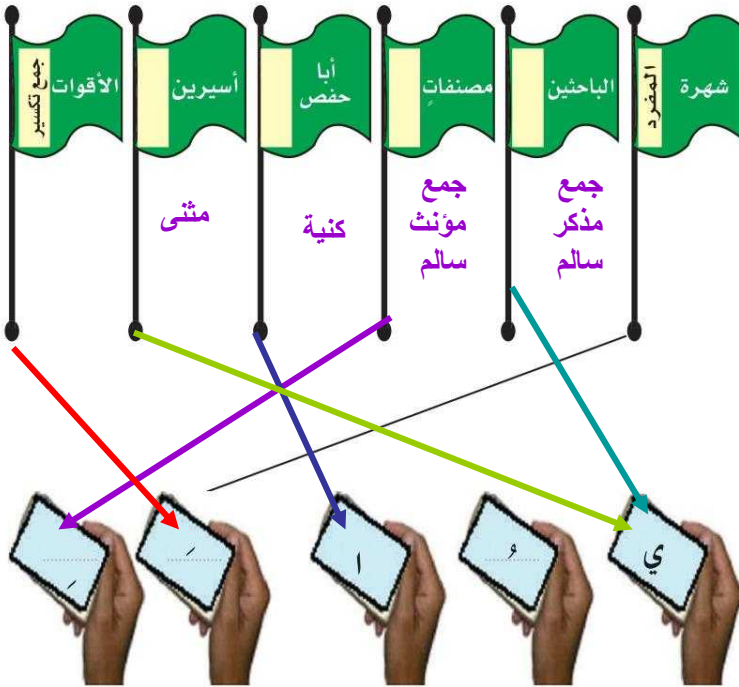 شهرة
المفرد
الباحثين
مصنفاتٍ
أبا
حفص
أسيرين
الأقوات
جمع تكسير
جمع
مذكر
سالم
جمع
مؤنث
سالم
كنية
مثنى
ي
ُ
ا
َ
ِ